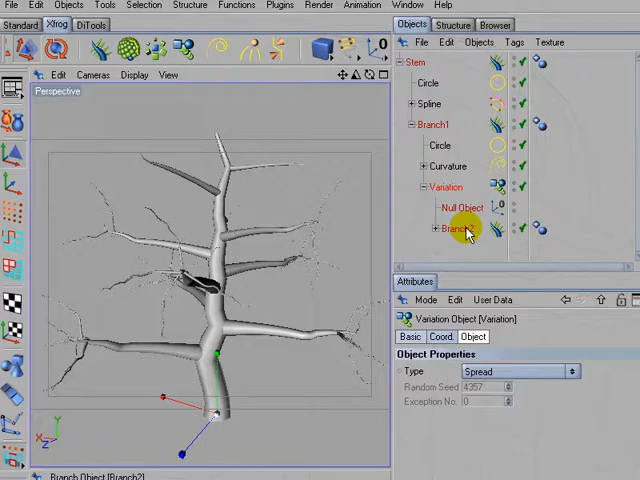 File Edit Objects Tools Selection Structure Functions Plugins Render Animation Window
Standard Xfrog DiTools
Objects Structure Browser
File Edit Objects Tags Texture
Edit Cameras Display View
Perspective
Stem
Circle
Spline
Branch1
Circle
Curvature
Variation
Null Object
Branch2
Attributes
Mode Edit User Data
Variation Object [Variation]
Basic Coord. Object
Object Properties
Type Spread
Random Seed 4357
Exception No. 0
Y
X
Z
Branch Object [Branch2]